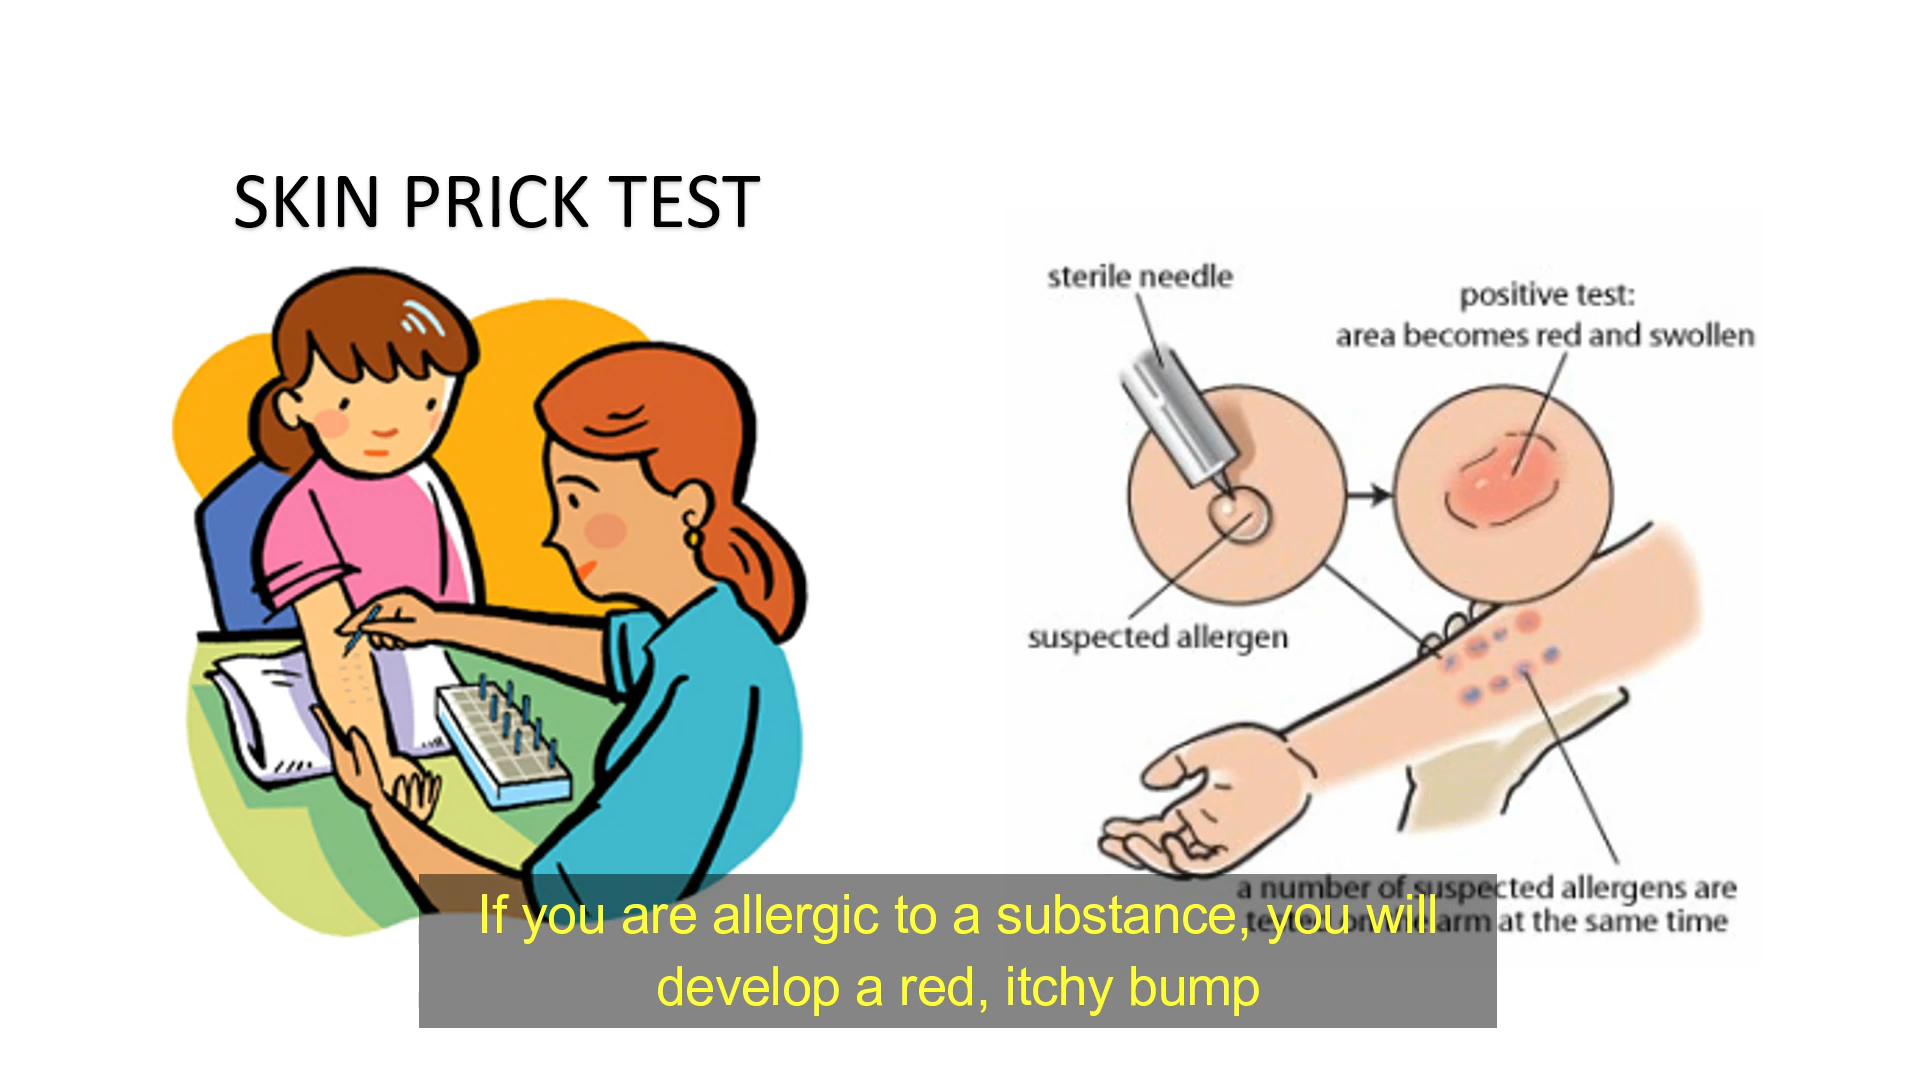 SKIN PRICK TEST
sterile needle
positive test:
area becomes red and swollen
suspected allergen
a number of suspected allergens are
tested on the arm at the same time
If you are allergic to a substance, you will
develop a red, itchy bump